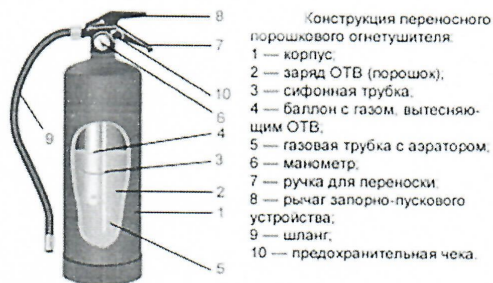 Конструкция переносного
порошкового огнетушителя:
1 — корпус;
2 — заряд ОТВ (порошок);
3 — сифонная трубка;
4 — баллон с газом, вытесняю-
щим ОТВ;
5 — газовая трубка с аэратором;
6 — манометр;
7 — ручка для переноски;
8 — рычаг запорно-пускового
устройства;
9 — шланг;
10 — предохранительная чека.
8
7
10
6
4
9
3
2
1
5